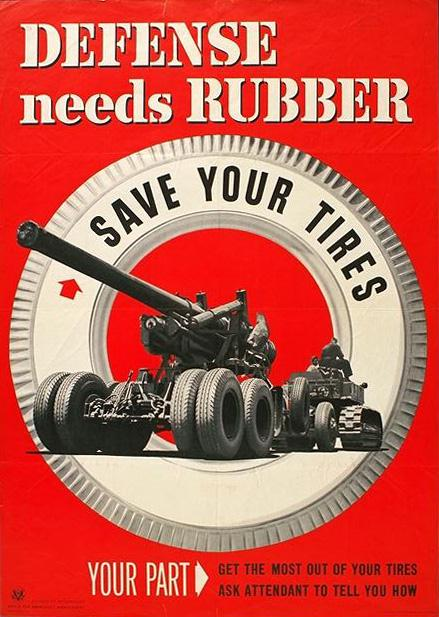 DEFENSE
needs RUBBER
SAVE YOUR TIRES
YOUR PART
GET THE MOST OUT OF YOUR TIRES
ASK ATTENDANT TO TELL YOU HOW